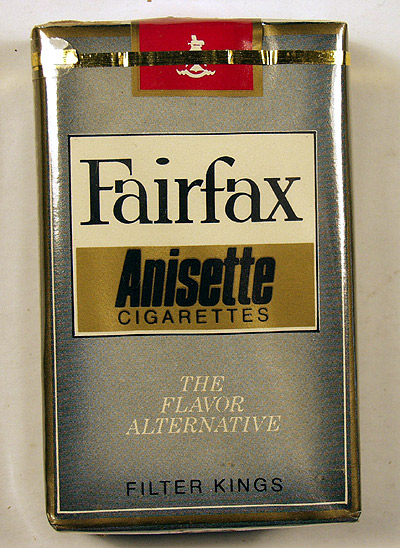 Fairfax
Anisette
CIGARETTES
THE
FLAVOR
ALTERNATIVE
FILTER KINGS